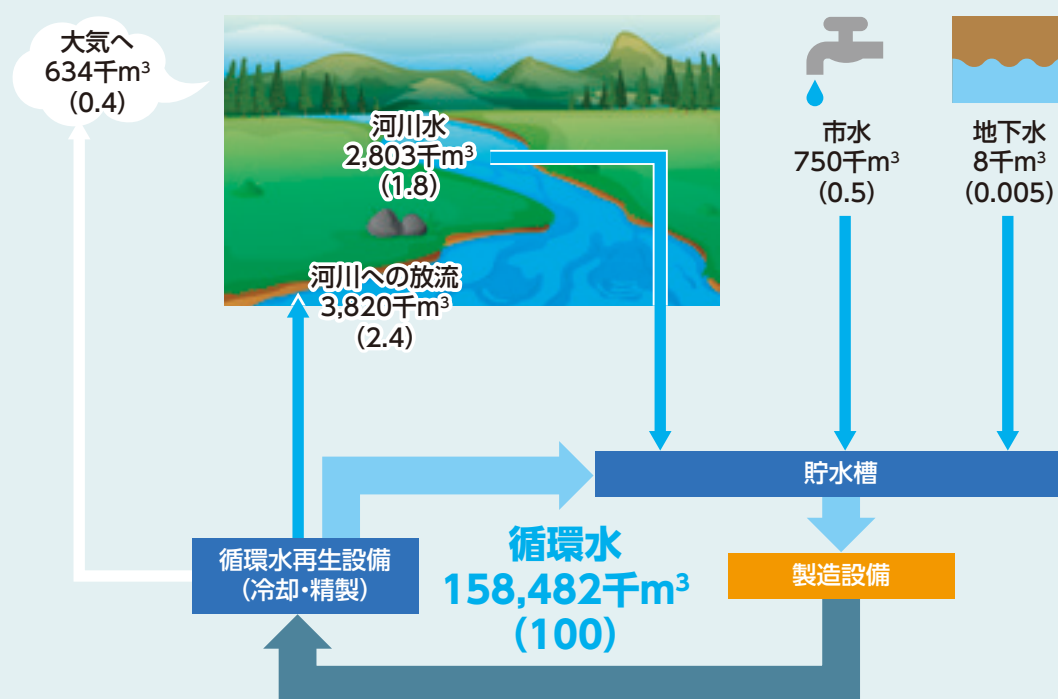 大気へ
634千m³
(0.4)
河川水
2,803千m³
(1.8)
市水
750千m³
(0.5)
地下水
8千m³
(0.005)
河川への放流
3,820千m³
(2.4)
貯水槽
循環水再生設備
(冷却・精製)
循環水
158,482千m³
(100)
製造設備